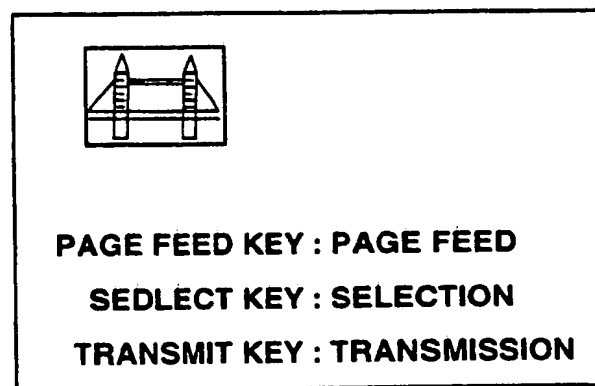 PAGE FEED KEY : PAGE FEED
SEDLECT KEY : SELECTION
TRANSMIT KEY : TRANSMISSION